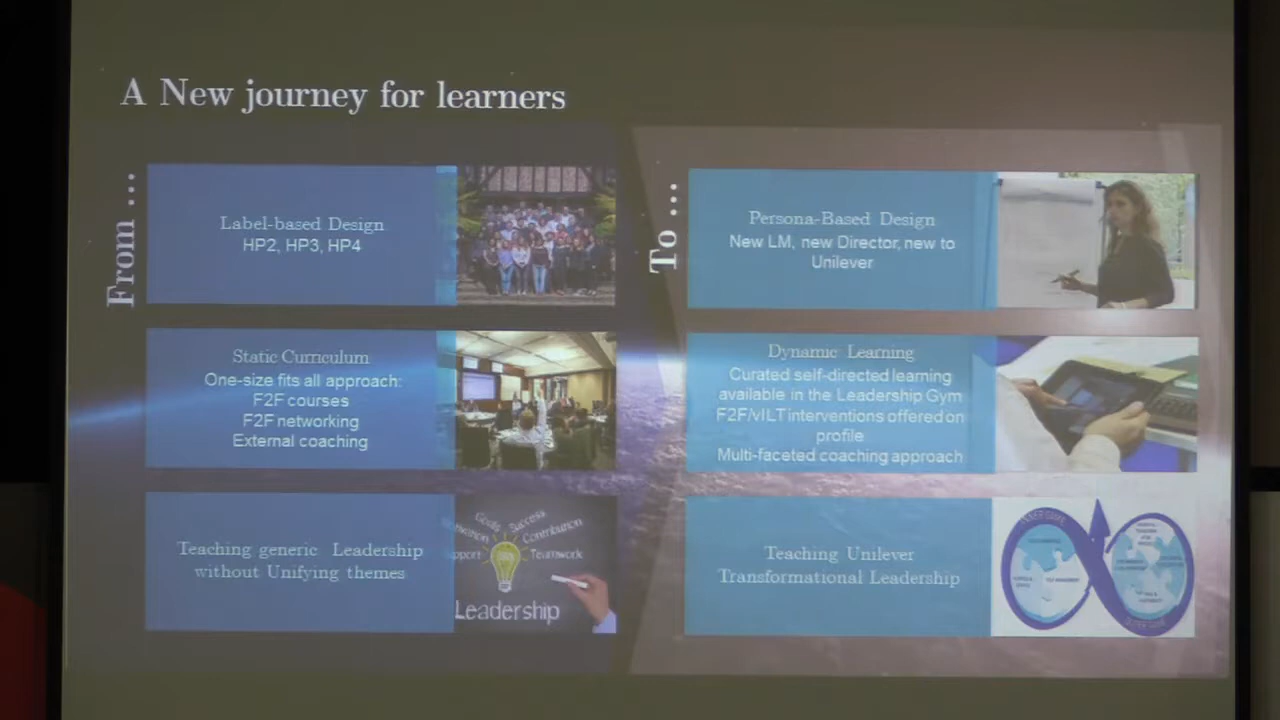 A New journey for learners
From ...
Label-based Design
HP2, HP3, HP4
Static Curriculum
One-size fits all approach:
F2F courses
F2F networking
External coaching
Teaching generic Leadership
without Unifying themes
Goals
Success
Contribution
Teamwork
Leadership
To ...
Persona-Based Design
New LM, new Director, new to
Unilever
Dynamic Learning
Curated self-directed learning
available in the Leadership Gym
F2F/vILT interventions offered on
profile
Multi-faceted coaching approach
Teaching Unilever
Transformational Leadership